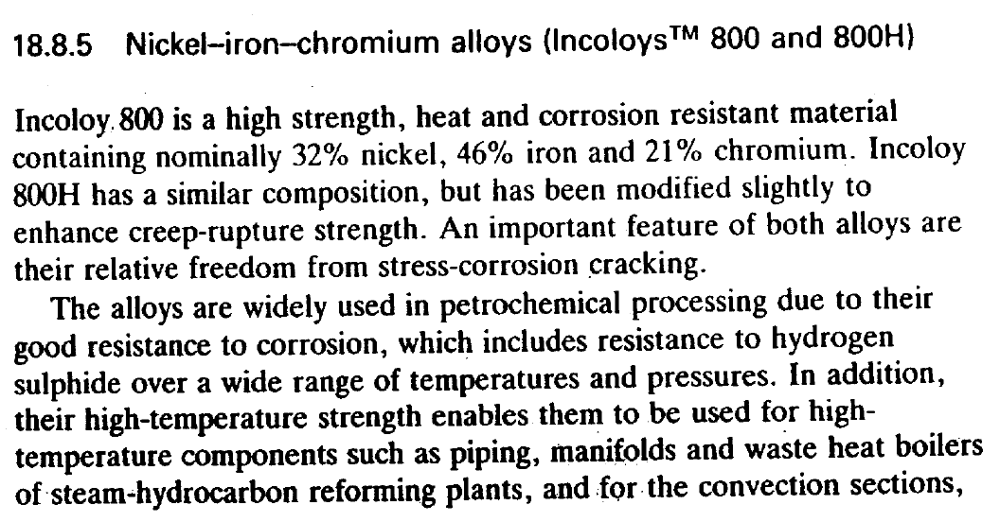 18.8.5 Nickel–iron–chromium alloys (Incoloys™ 800 and 800H)
Incoloy 800 is a high strength, heat and corrosion resistant material
containing nominally 32% nickel, 46% iron and 21% chromium. Incoloy
800H has a similar composition, but has been modified slightly to
enhance creep-rupture strength. An important feature of both alloys are
their relative freedom from stress-corrosion cracking.
The alloys are widely used in petrochemical processing due to their
good resistance to corrosion, which includes resistance to hydrogen
sulphide over a wide range of temperatures and pressures. In addition,
their high-temperature strength enables them to be used for high-
temperature components such as piping, manifolds and waste heat boilers
of steam-hydrocarbon reforming plants, and for the convection sections,